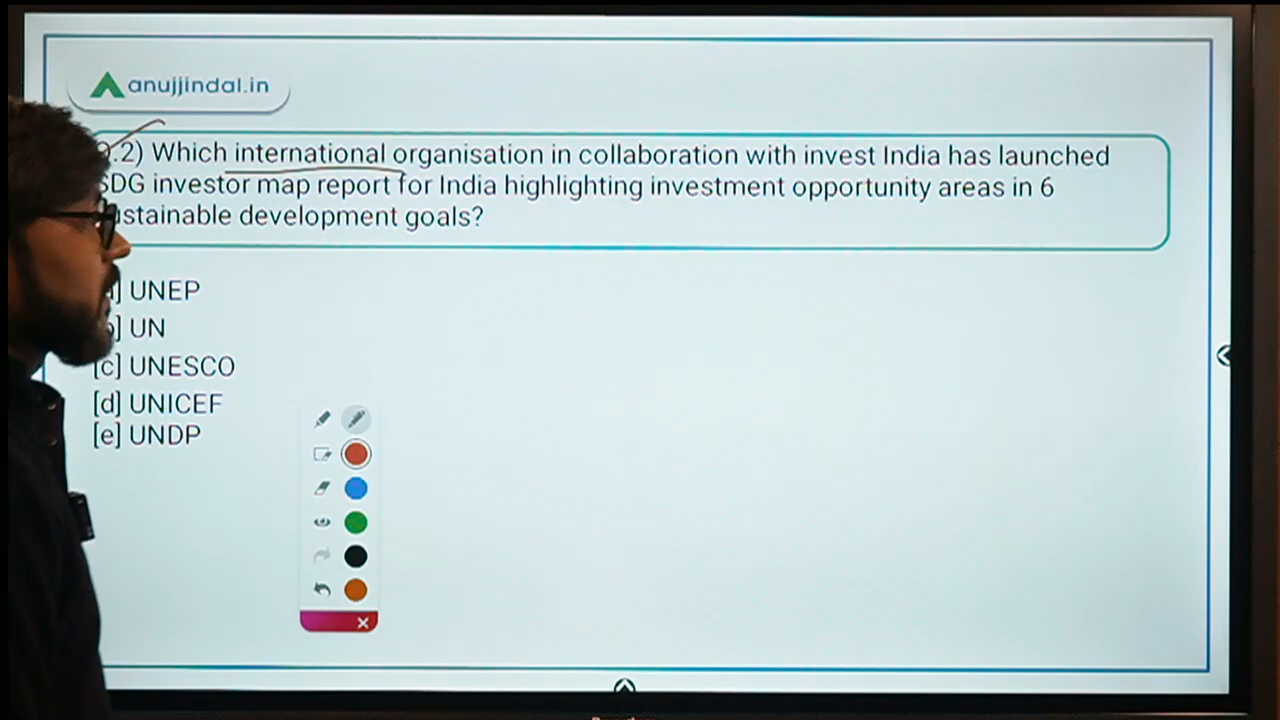 anujjindal.in
.2) Which international organisation in collaboration with invest India has launched
SDG investor map report for India highlighting investment opportunity areas in 6
ustainable development goals?
] UNEP
] UN
[c] UNESCO
[d] UNICEF
[e] UNDP